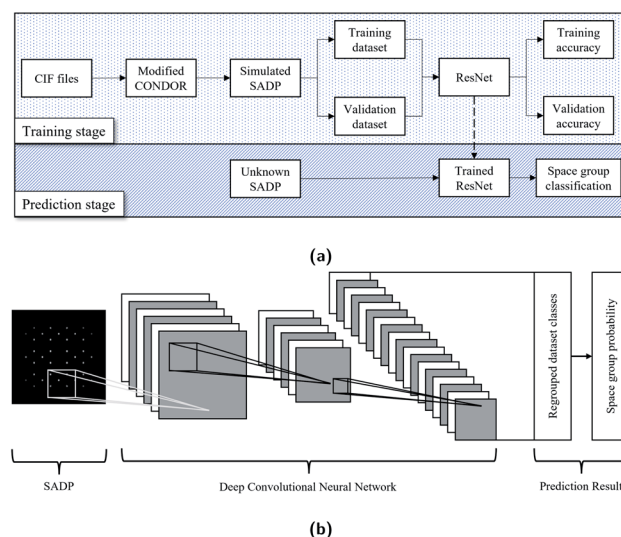 Training
dataset
Training
accuracy
CIF files
Modified
CONDOR
Simulated
SADP
ResNet
Validation
dataset
Validation
accuracy
Training stage
Unknown
SADP
Trained
ResNet
Space group
classification
Prediction stage
(a)
Regrouped dataset classes
Space group probability
SADP
Deep Convolutional Neural Network
Prediction Result
(b)